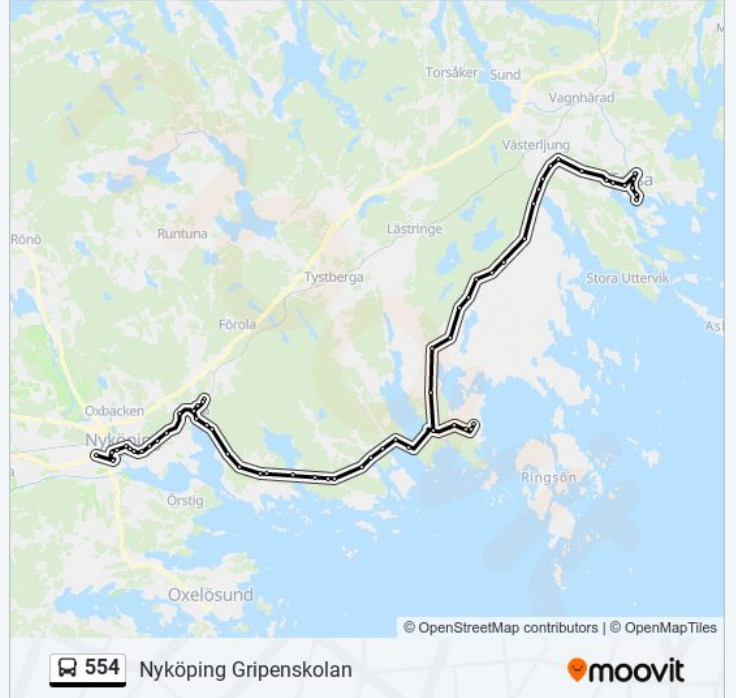 Torsåker
Sund
Vagnhärad
Västerljung
Rönö
Runtuna
Lästringe
Tystberga
Stora Uttervik
Förola
Oxbacken
Ringsön
Örstig
Oxelösund
© OpenStreetMap contributors | © OpenMapTiles
554 Nyköping Gripenskolan
moovit